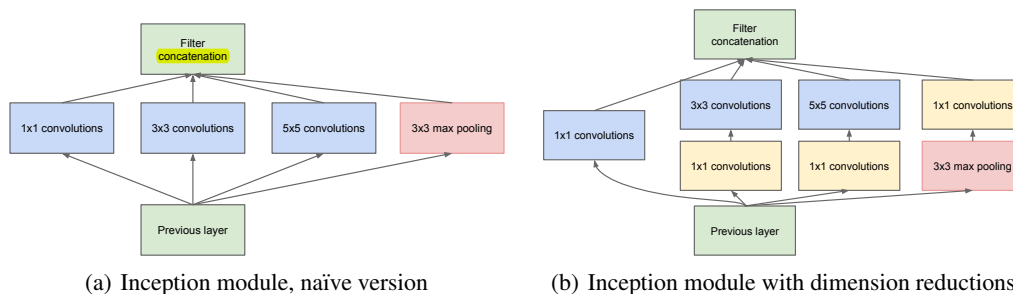 Filter
concatenation
1x1 convolutions
3x3 convolutions
5x5 convolutions
3x3 max pooling
Previous layer
(a) Inception module, naïve version
Filter
concatenation
3x3 convolutions
5x5 convolutions
1x1 convolutions
1x1 convolutions
1x1 convolutions
1x1 convolutions
3x3 max pooling
Previous layer
(b) Inception module with dimension reductions